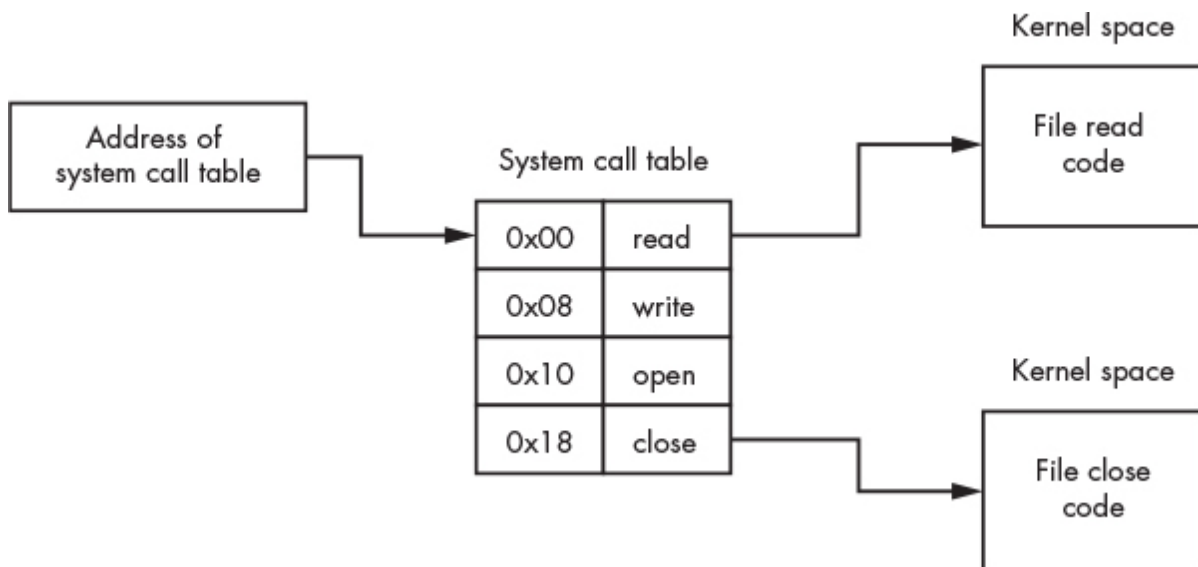 Kernel space
Address of
system call table
File read
code
System call table
0x00 read
0x08 write
0x10 open
0x18 close
Kernel space
File close
code